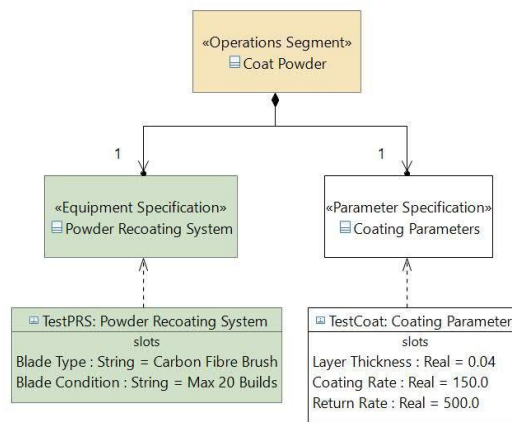 «Operations Segment»
Coat Powder
1
1
«Equipment Specification»
Powder Recoating System
«Parameter Specification»
Coating Parameters
TestPRS: Powder Recoating System
slots
Blade Type : String = Carbon Fibre Brush
Blade Condition : String = Max 20 Builds
TestCoat: Coating Parameter
slots
Layer Thickness : Real = 0.04
Coating Rate : Real = 150.0
Return Rate : Real = 500.0